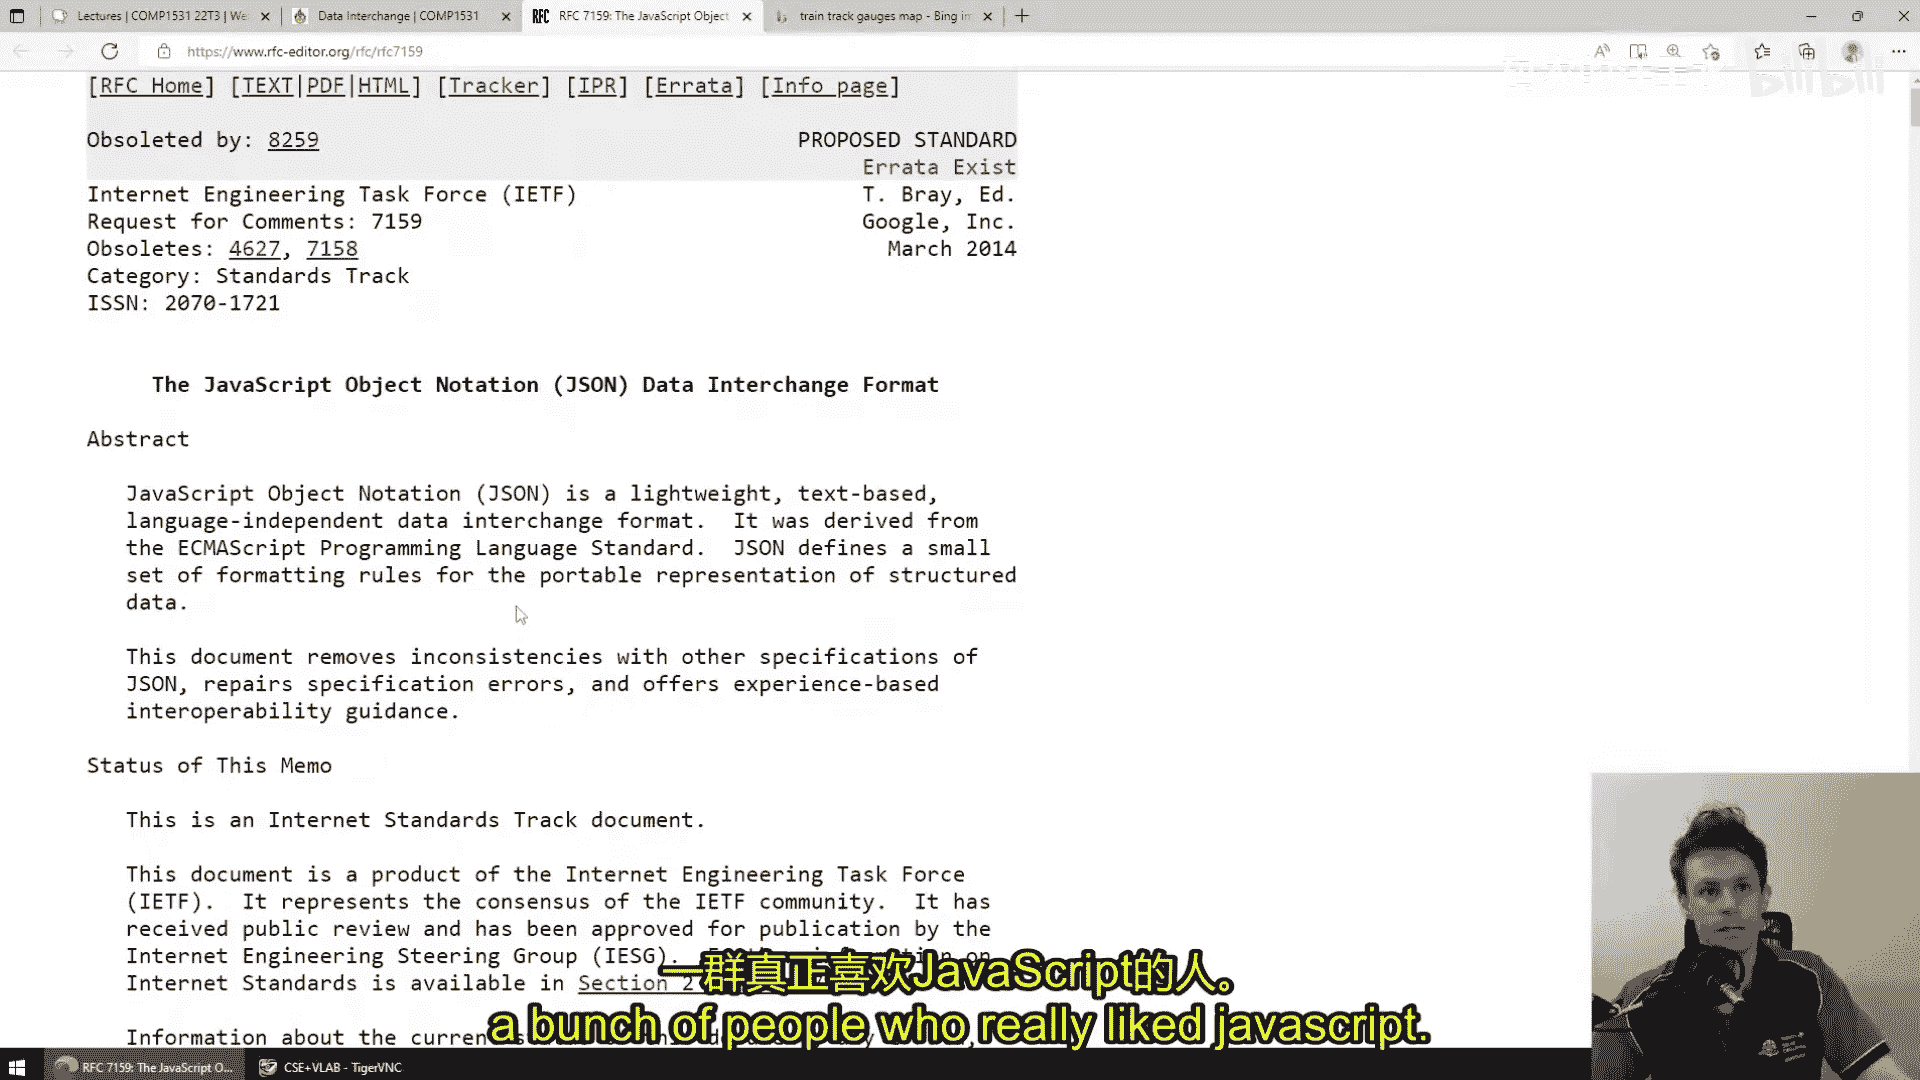 Lectures | COMP1531 22T3 | We
Data Interchange | COMP1531
RFC RFC 7159: The JavaScript Object
train track gauges map - Bing im
https://www.rfc-editor.org/rfc/rfc7159
[RFC Home] [TEXT|PDF|HTML] [Tracker] [IPR] [Errata] [Info page]
bilibili
Obsoleted by: 8259 PROPOSED STANDARD
Errata Exist
Internet Engineering Task Force (IETF) T. Bray, Ed.
Request for Comments: 7159 Google, Inc.
Obsoletes: 4627, 7158 March 2014
Category: Standards Track
ISSN: 2070-1721
The JavaScript Object Notation (JSON) Data Interchange Format
Abstract
JavaScript Object Notation (JSON) is a lightweight, text-based,
language-independent data interchange format. It was derived from
the ECMAScript Programming Language Standard. JSON defines a small
set of formatting rules for the portable representation of structured
data.
This document removes inconsistencies with other specifications of
JSON, repairs specification errors, and offers experience-based
interoperability guidance.
Status of This Memo
This is an Internet Standards Track document.
This document is a product of the Internet Engineering Task Force
(IETF). It represents the consensus of the IETF community. It has
received public review and has been approved for publication by the
Internet Engineering Steering Group (IESG). on
Internet Standards is available in Section 2
Information about the curren
一群真正喜欢JavaScript的人。
a bunch of people who really liked javascript.
RFC 7159: The JavaScript O...
CSE+VLAB - TigerVNC